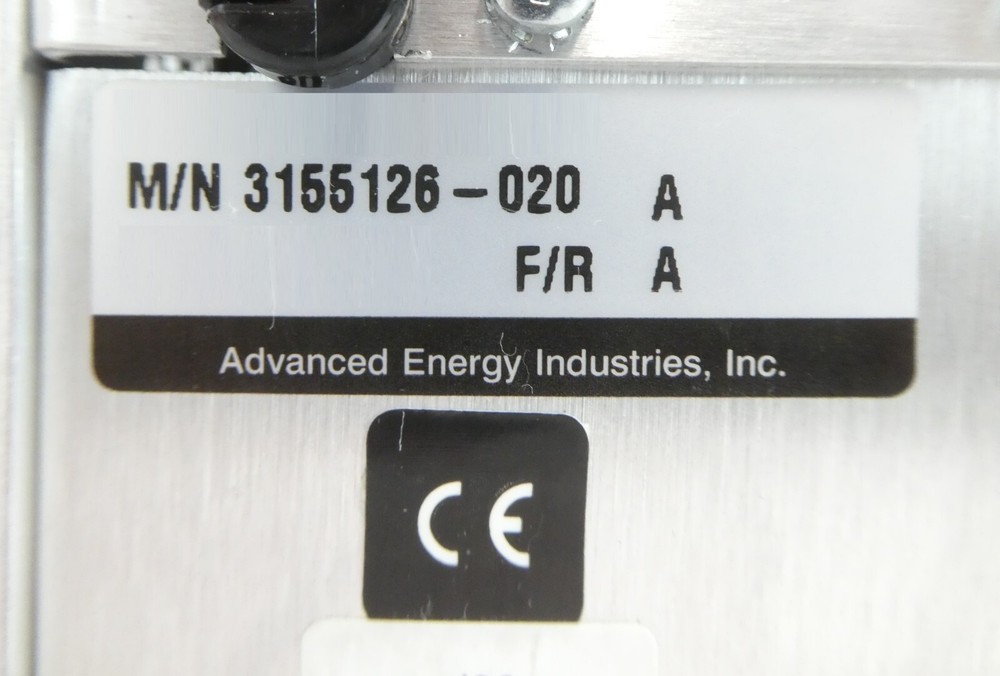 M/N 3155126-020 A
F/R A
Advanced Energy Industries, Inc.
CE